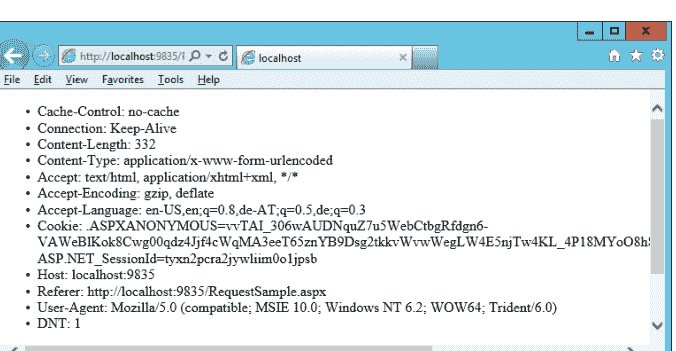 http://localhost:9835/
localhost
File Edit View Favorites Tools Help
• Cache-Control: no-cache
• Connection: Keep-Alive
• Content-Length: 332
• Content-Type: application/x-www-form-urlencoded
• Accept: text/html, application/xhtml+xml, */*
• Accept-Encoding: gzip, deflate
• Accept-Language: en-US,en;q=0.8,de-AT;q=0.5,de;q=0.3
• Cookie: .ASPXANONYMOUS=vvTAI_306wAUDNquZ7u5WebCtbgRfdgn6-
VAWeBlKok8Cwg00qdz4Jjf4cWqMA3eeT65znYB9Dsg2tkkvWvwWegLW4E5njTw4KL_4P18MYoO8h
ASP.NET_SessionId=tyxn2pcra2jywliim0o1jpsb
• Host: localhost:9835
• Referer: http://localhost:9835/RequestSample.aspx
• User-Agent: Mozilla/5.0 (compatible; MSIE 10.0; Windows NT 6.2; WOW64; Trident/6.0)
• DNT: 1